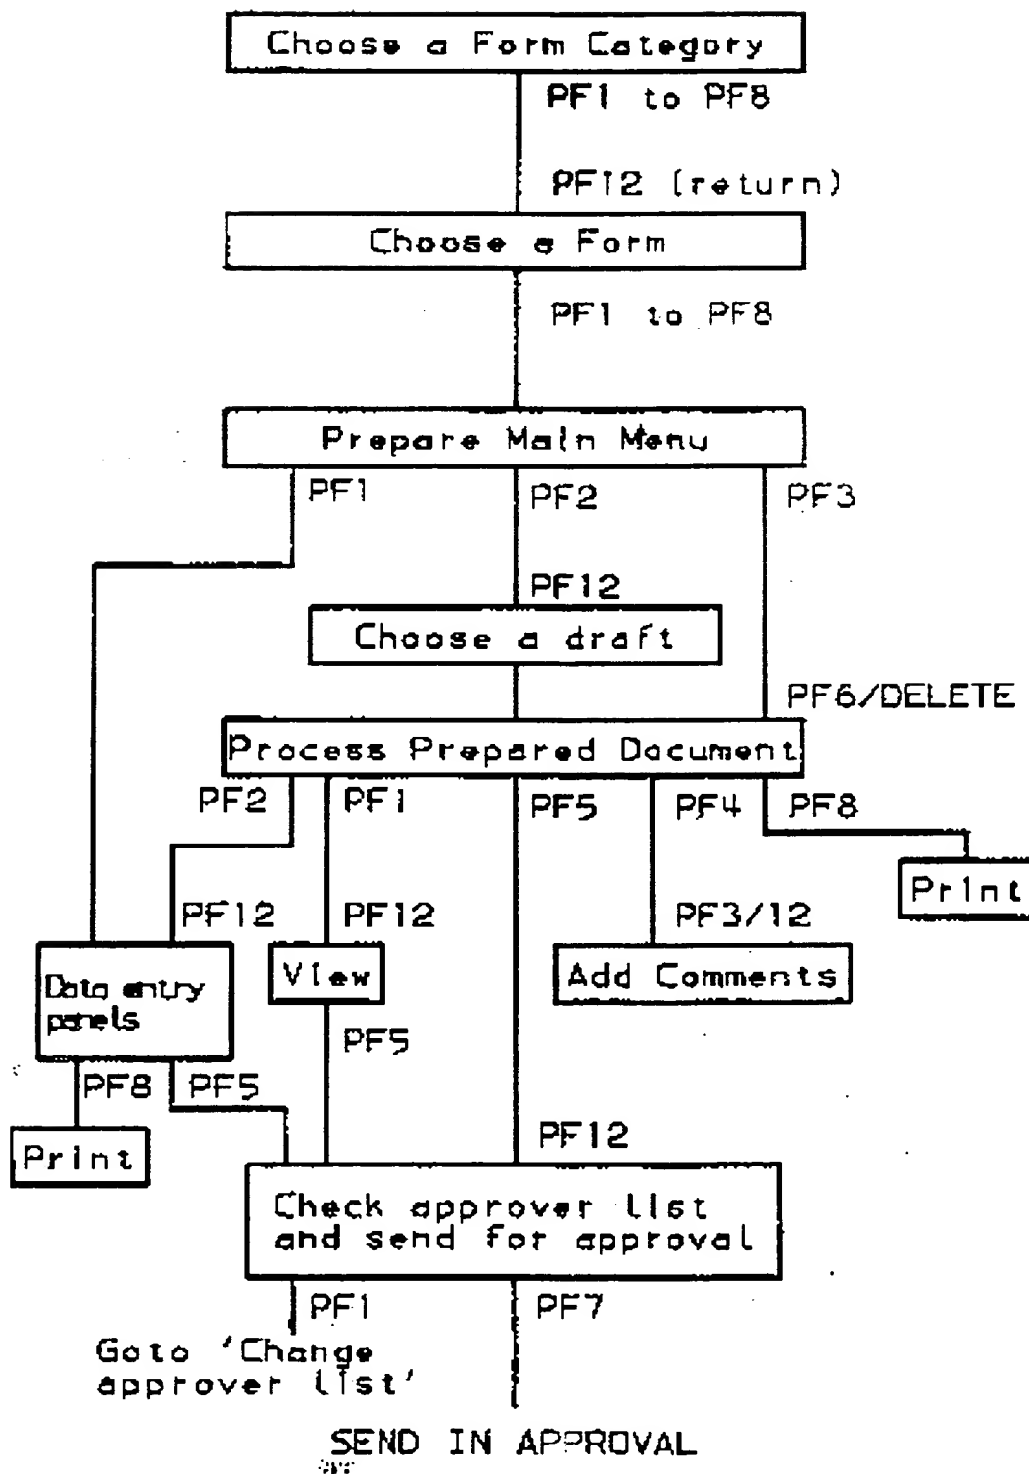 Choose a Form Category
PF1 to PF8
PF12 (return)
Choose a Form
PF1 to PF8
Prepare Main Menu
PF1
PF2
PF3
PF12
Choose a draft
PF6/DELETE
Process Prepared Document
PF2
PF1
PF5
PF4
PF8
Print
PF12
PF12
PF3/12
Data entry
panels
View
Add Comments
PF5
PF8
PF5
PF12
Print
Check approver list
and send for approval
PF1
PF7
Goto 'Change
approver list'
SEND IN APPROVAL